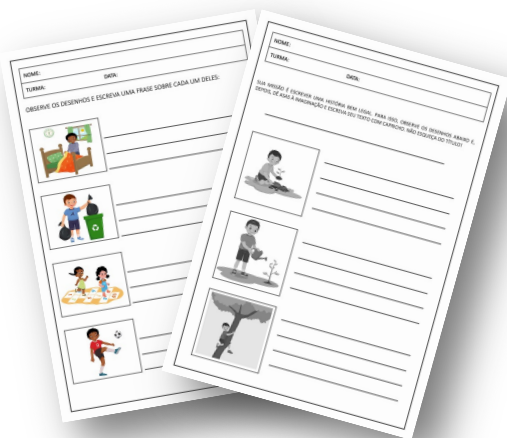 NOME:
TURMA: DATA:
OBSERVE OS DESENHOS E ESCREVA UMA FRASE SOBRE CADA UM DELES:
NOME:
TURMA: DATA:
SUA MISSÃO É ESCREVER UMA HISTÓRIA BEM LEGAL. PARA ISSO, OBSERVE OS DESENHOS ABAIXO E,
DEPOIS, DÊ ASAS À IMAGINAÇÃO E ESCREVA SEU TEXTO COM CAPRICHO. NÃO ESQUEÇA DO TÍTULO!